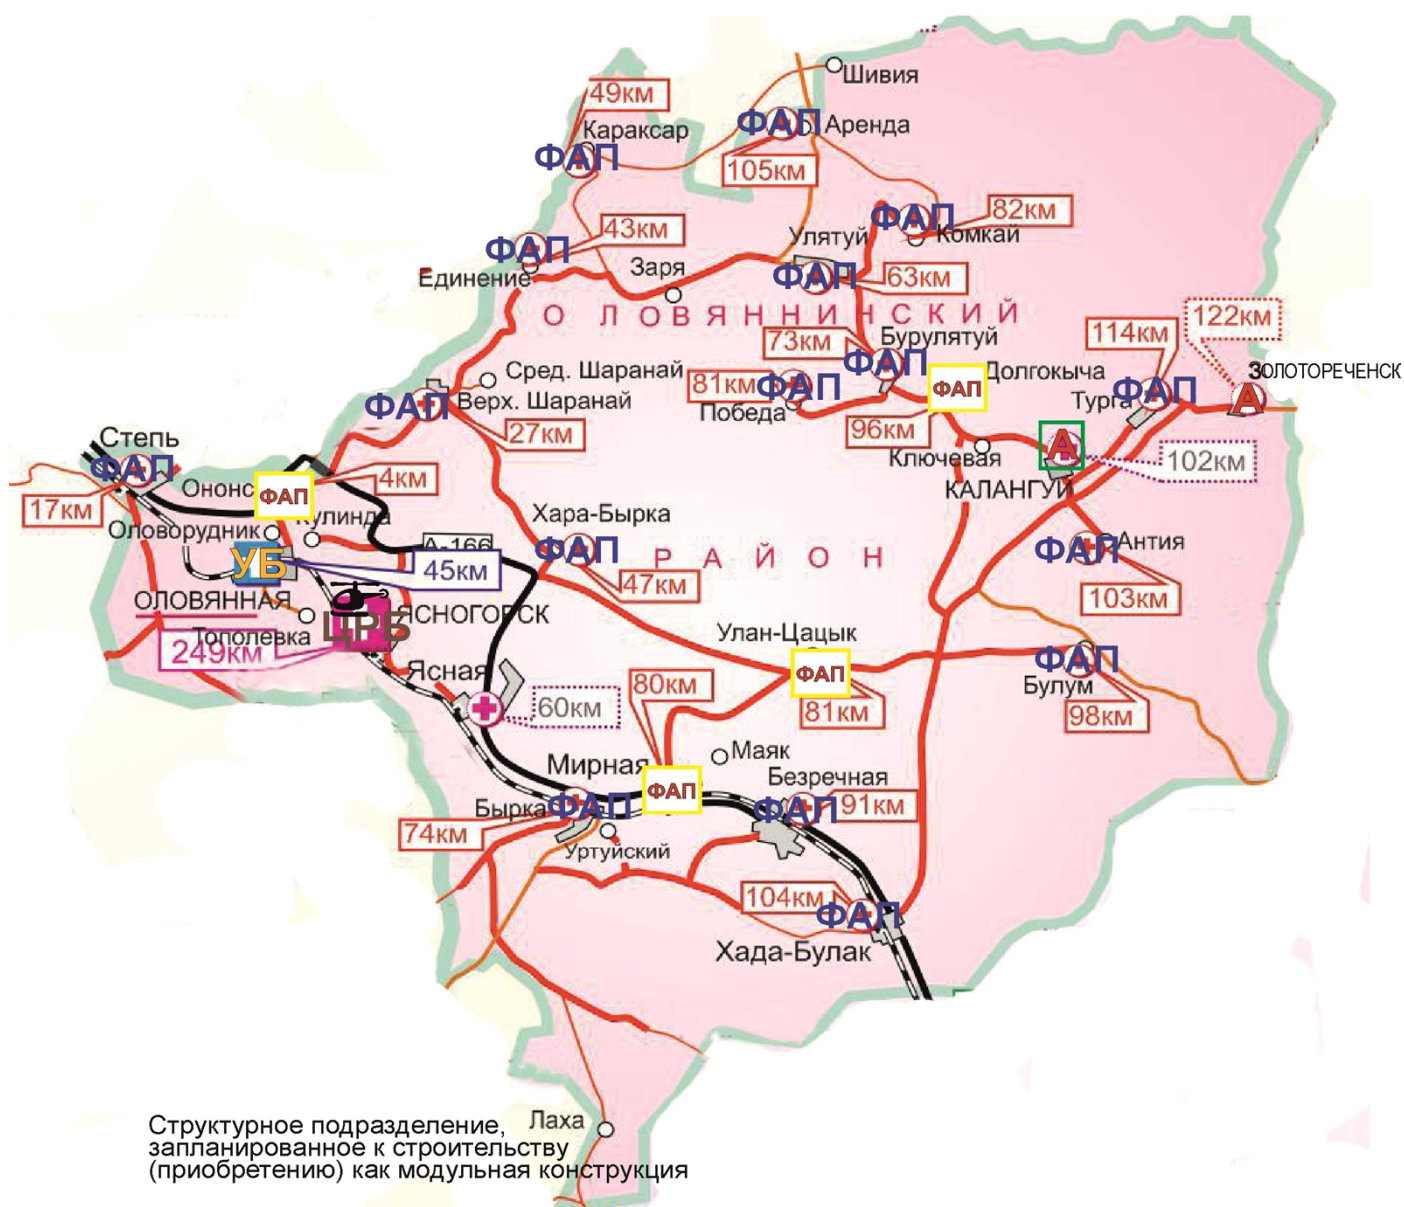 Шивия
49км
Караксар
ФАП
ФАП
Аренда
105км
ФАП
82км
Комкай
43км
ФАП
Единение
Улятуй
Заря
ФАП
63км
ОЛОВЯННИНСКИЙ
122км
114км
73км
Бурулятуй
ФАП
Сред. Шаранай
81км
ФАП
Победа
ФАП
Долгокыча
ЗОЛОТОРЕЧЕНСК
Турга
ФАП
А
ФАП
Верх. Шаранай
27км
96км
Ключевая
А
102км
КАЛАНГУЙ
Степь
ФАП
17км
Ононс
ФАП
4км
Оловорудник
Кулинда
А-166
Хара-Бырка
ФАП
47км
РАЙОН
ФАП
Антия
103км
УБ
45км
ОЛОВЯННАЯ
ЯСНОГОРСК
ЦРБ
Тополевка
249км
Улан-Цацык
ФАП
81км
ФАП
Булум
98км
Ясная
60км
80км
Маяк
Мирная
ФАП
Безречная
ФАП
91км
Бырка
ФАП
74км
Уртуйский
104км
ФАП
Хада-Булак
Лаха
Структурное подразделение,
запланированное к строительству
(приобретению) как модульная конструкция